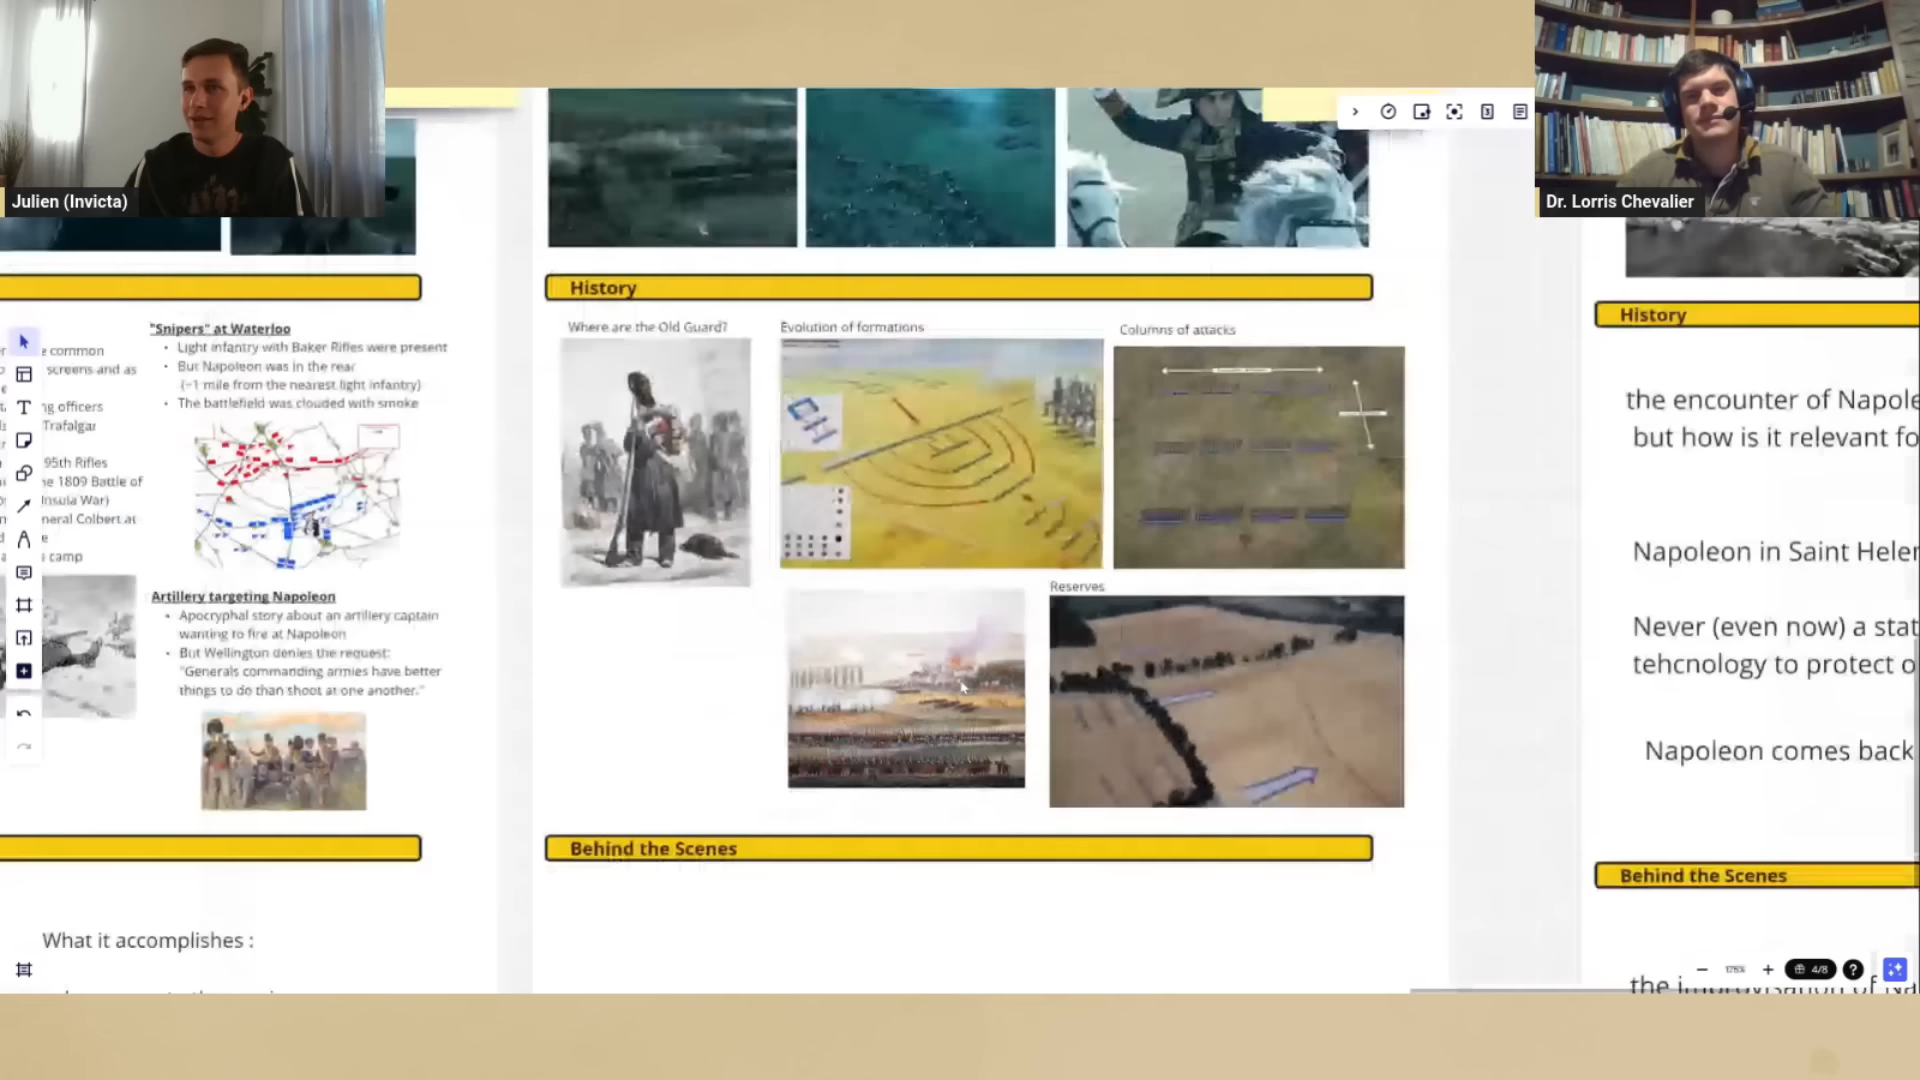 Julien (Invicta)
Dr. Lorris Chevalier
"Snipers" at Waterloo
Light infantry with Baker Rifles were present
But Napoleon was in the rear
(~1 mile from the nearest light infantry)
The battlefield was clouded with smoke
common
screens and as
officers
Trafalgar
95th Rifles
1809 Battle of
War)
Colbert at
camp
Artillery targeting Napoleon
Apocryphal story about an artillery captain
wanting to fire at Napoleon
But Wellington denies the request:
"Generals commanding armies have better
things to do than shoot at one another."
What it accomplishes :
History
Where are the Old Guard?
Evolution of formations
Columns of attacks
Reserves
Behind the Scenes
History
the encounter of Napole
but how is it relevant fo
Napoleon in Saint Heler
Never (even now) a stat
tehcnology to protect o
Napoleon comes back
Behind the Scenes
the
175%
4/8